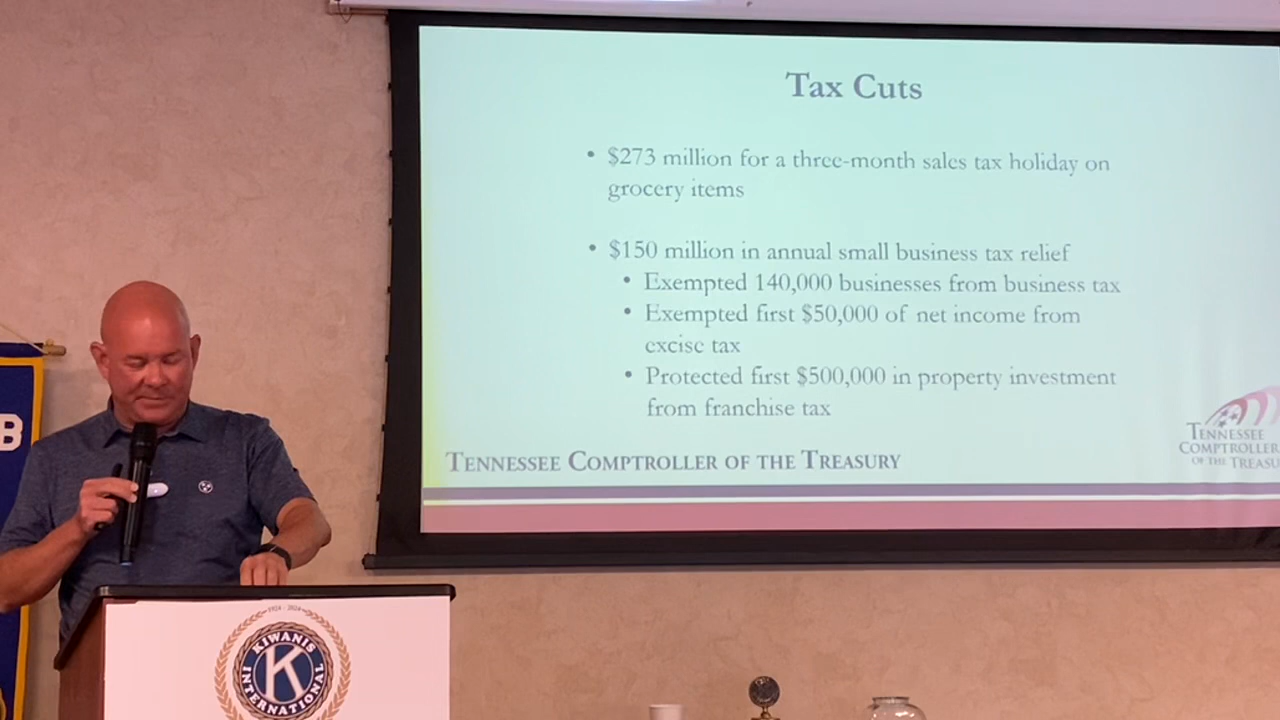 Tax Cuts
• $273 million for a three-month sales tax holiday on
grocery items
• $150 million in annual small business tax relief
• Exempted 140,000 businesses from business tax
• Exempted first $50,000 of net income from
excise tax
• Protected first $500,000 in property investment
from franchise tax
TENNESSEE COMPTROLLER OF THE TREASURY
TENNESSEE
COMPTROLLER
OF THE TREASU
B
1924 - 2024
KIWANIS
K
INTERNATIONAL